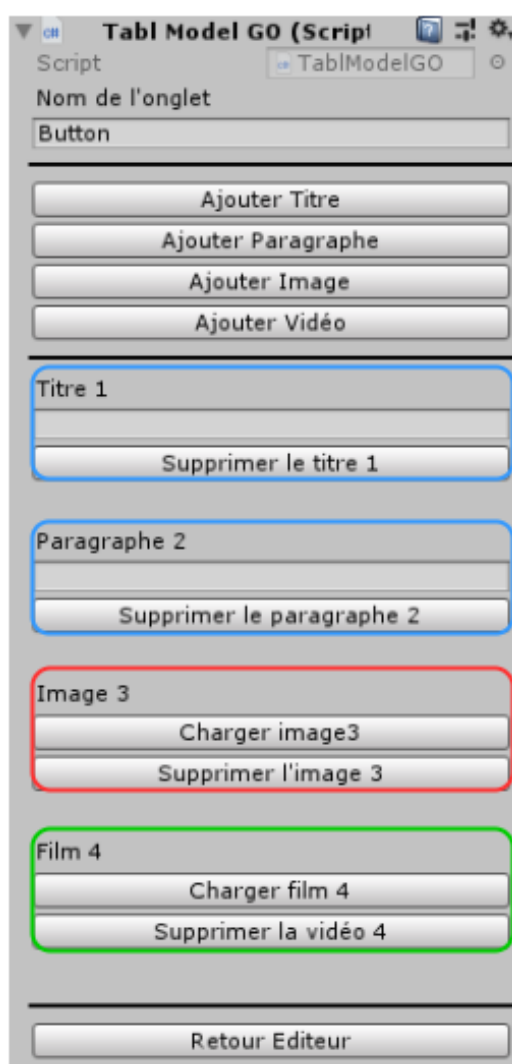 Tabl Model GO (Script
Script TablModelGO
Nom de l'onglet
Button
Ajouter Titre
Ajouter Paragraphe
Ajouter Image
Ajouter Vidéo
Titre 1
Supprimer le titre 1
Paragraphe 2
Supprimer le paragraphe 2
Image 3
Charger image3
Supprimer l'image 3
Film 4
Charger film 4
Supprimer la vidéo 4
Retour Editeur